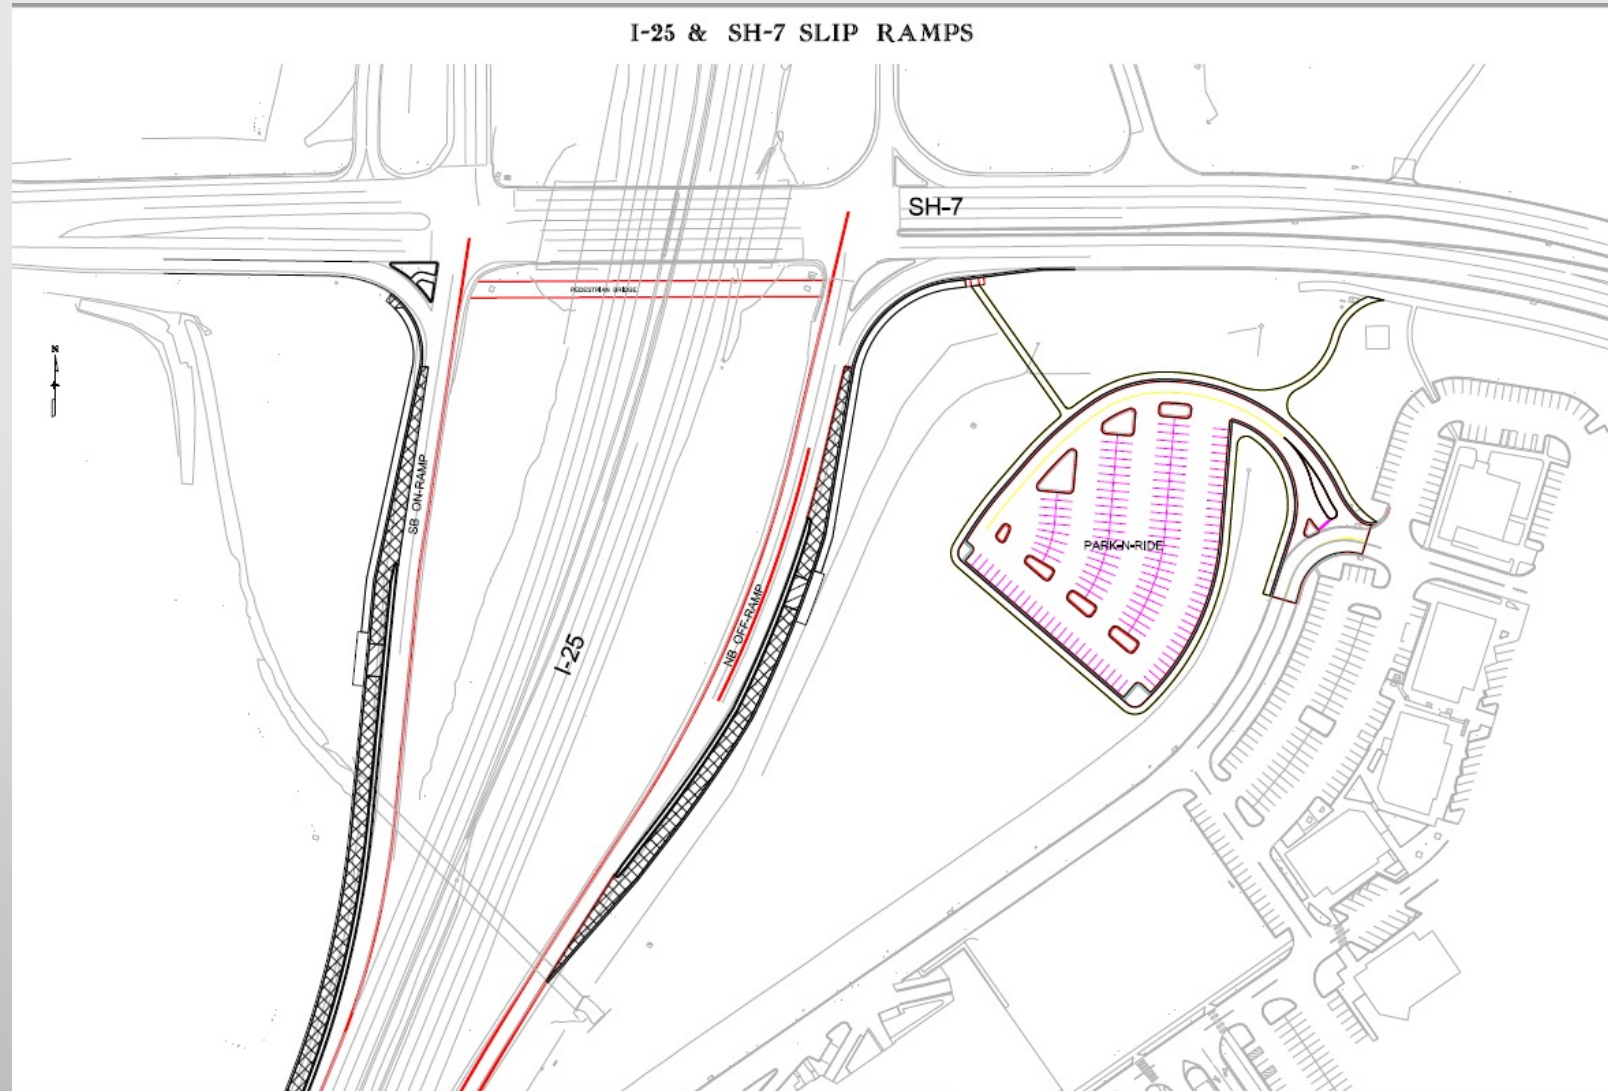 I-25 & SH-7 SLIP RAMPS
SH-7
PEDESTRIAN BRIDGE
N
SB ON-RAMP
PARK-N-RIDE
NB OFF-RAMP
I-25